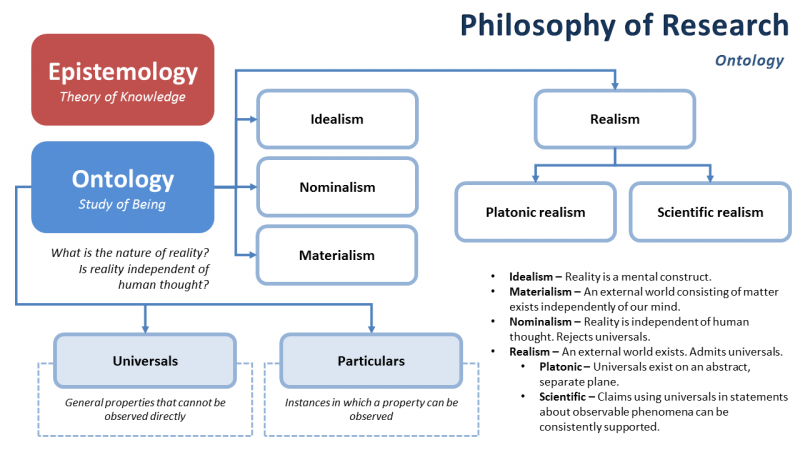 Philosophy of Research
Ontology
Epistemology
Theory of Knowledge
Ontology
Study of Being
What is the nature of reality?
Is reality independent of
human thought?
Idealism
Nominalism
Materialism
Realism
Platonic realism
Scientific realism
Universals
General properties that cannot be
observed directly
Particulars
Instances in which a property can be
observed
• Idealism – Reality is a mental construct.
• Materialism – An external world consisting of matter
exists independently of our mind.
• Nominalism – Reality is independent of human
thought. Rejects universals.
• Realism – An external world exists. Admits universals.
• Platonic – Universals exist on an abstract,
separate plane.
• Scientific – Claims using universals in statements
about observable phenomena can be
consistently supported.